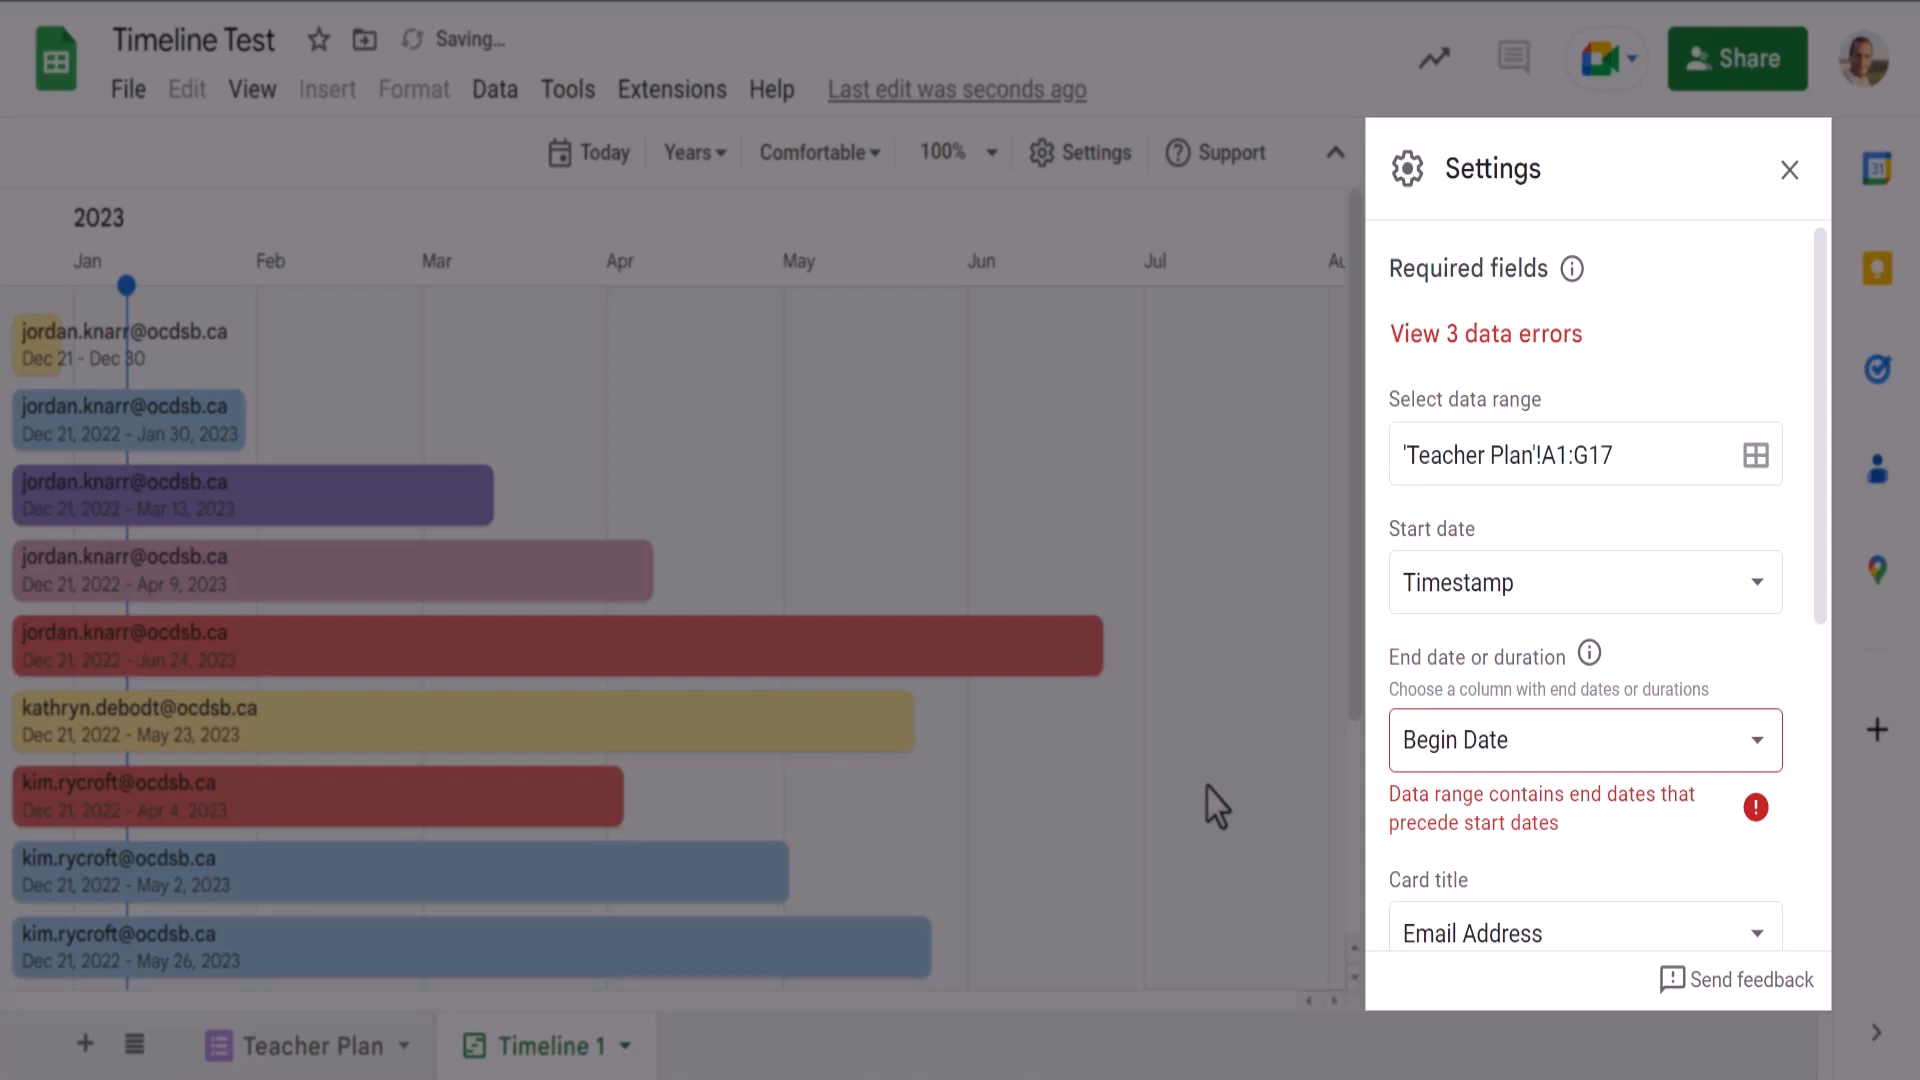 Timeline Test
Saving...
File Edit View Insert Format Data Tools Extensions Help Last edit was seconds ago
Share
Today Years Comfortable 100% Settings Support
2023
Jan Feb Mar Apr May Jun Jul Au
jordan.knarr@ocdsb.ca
Dec 21 - Dec 30
jordan.knarr@ocdsb.ca
Dec 21, 2022 - Jan 30, 2023
jordan.knarr@ocdsb.ca
Dec 21, 2022 - Mar 13, 2023
jordan.knarr@ocdsb.ca
Dec 21, 2022 - Apr 9, 2023
jordan.knarr@ocdsb.ca
Dec 21, 2022 - Jun 24, 2023
kathryn.debodt@ocdsb.ca
Dec 21, 2022 - May 23, 2023
kim.rycroft@ocdsb.ca
Dec 21, 2022 - Apr 4, 2023
kim.rycroft@ocdsb.ca
Dec 21, 2022 - May 2, 2023
kim.rycroft@ocdsb.ca
Dec 21, 2022 - May 26, 2023
Teacher Plan Timeline 1
Settings
Required fields
View 3 data errors
Select data range
'Teacher Plan'!A1:G17
Start date
Timestamp
End date or duration
Choose a column with end dates or durations
Begin Date
Data range contains end dates that
precede start dates
Card title
Email Address
Send feedback
31